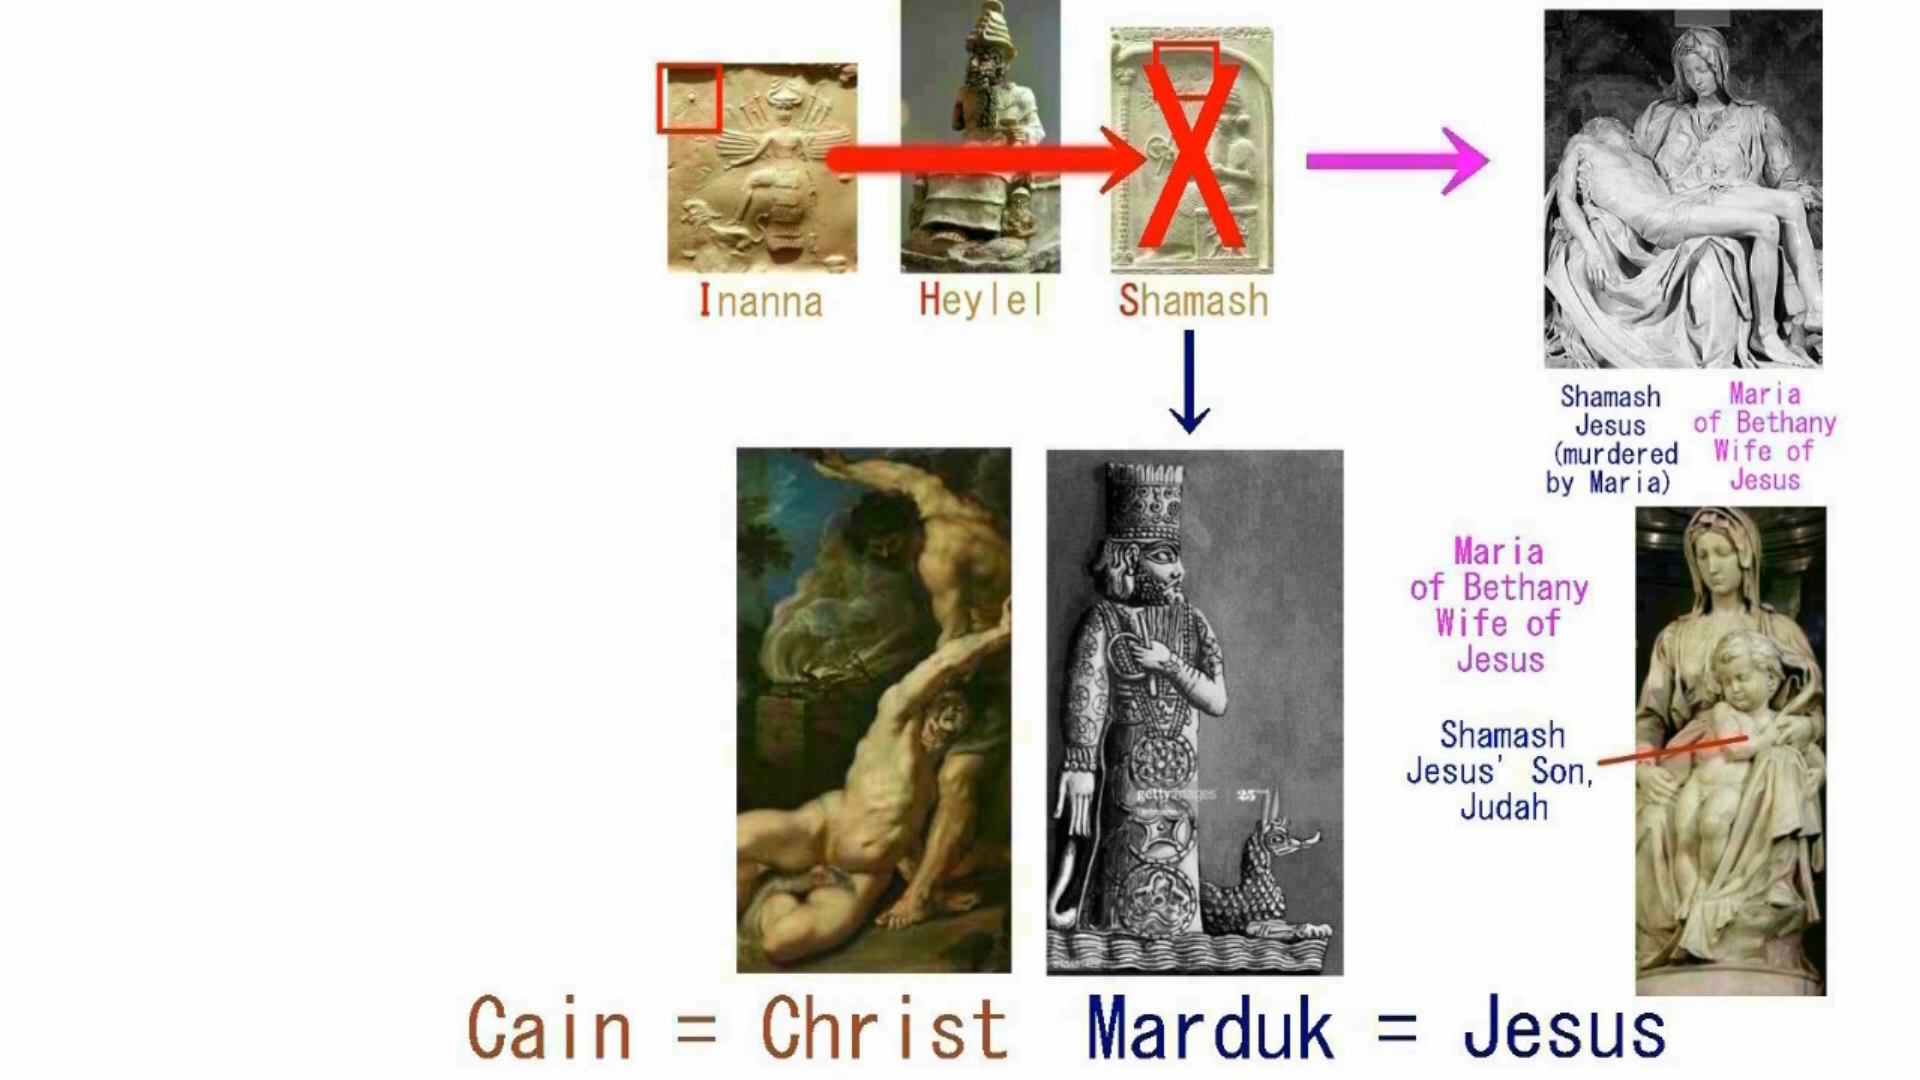 Inanna
Heylel
Shamash
Shamash
Jesus
(murdered
by Maria)
Maria
of Bethany
Wife of
Jesus
Maria
of Bethany
Wife of
Jesus
Shamash
Jesus' Son,
Judah
gettyimages
Cain = Christ
Marduk = Jesus